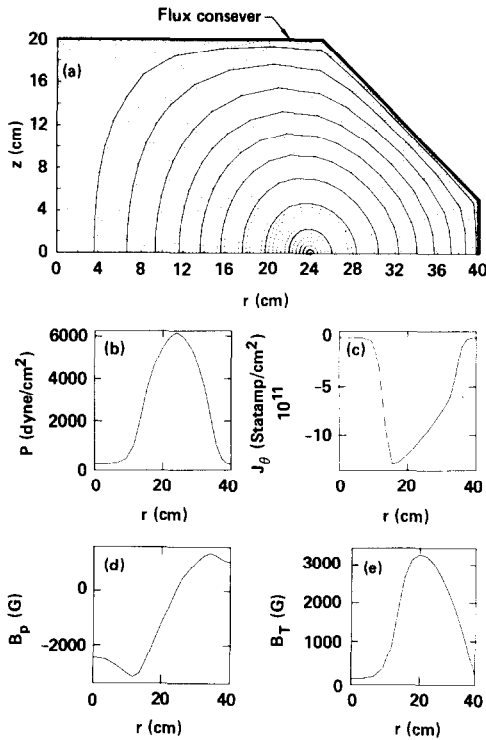 Flux consever
20
16
12
8
4
0
z (cm)
(a)
0 4 8 12 16 20 24 28 32 36 40
r (cm)
(b)
6000
4000
2000
0
P (dyne/cm²)
0 20 40
r (cm)
(c)
0
-5
-10
J_θ (Statamp/cm²)
10¹¹
0 20 40
r (cm)
(d)
0
-2000
B_p (G)
0 20 40
r (cm)
(e)
3000
2000
1000
0
B_T (G)
0 20 40
r (cm)